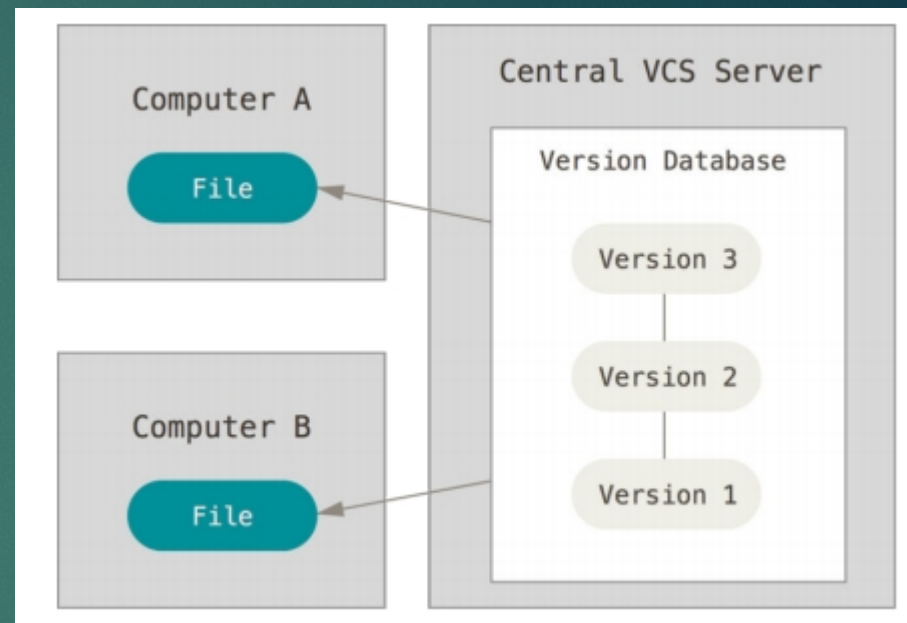 Computer A
File
Computer B
File
Central VCS Server
Version Database
Version 3
Version 2
Version 1